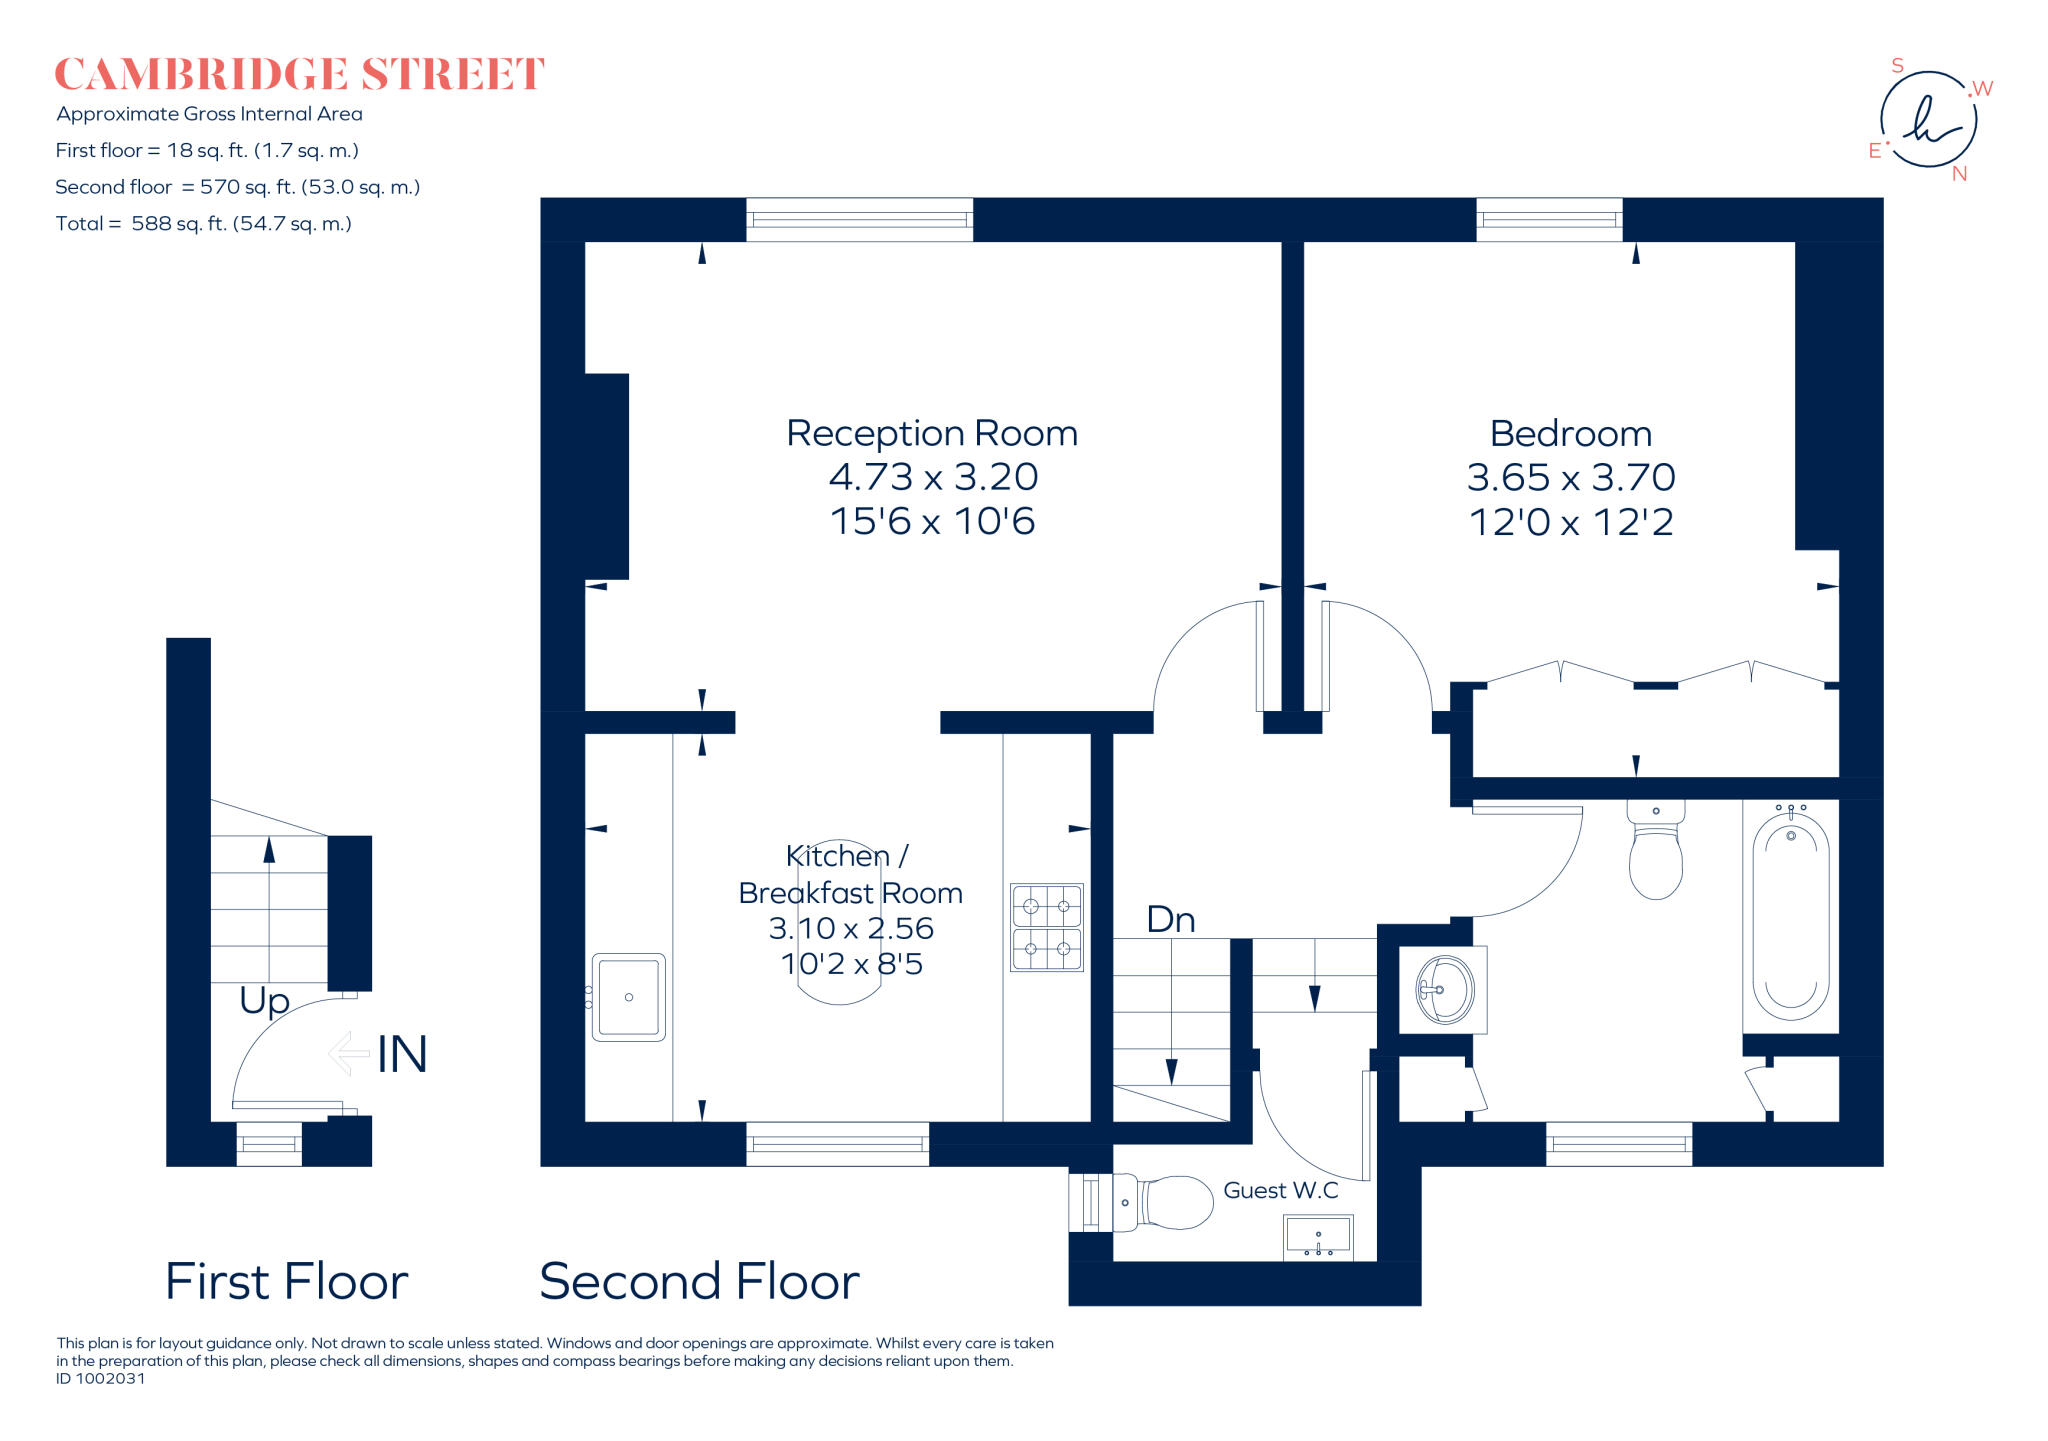 CAMBRIDGE STREET
Approximate Gross Internal Area
First floor = 18 sq. ft. (1.7 sq. m.)
Second floor = 570 sq. ft. (53.0 sq. m.)
Total = 588 sq. ft. (54.7 sq. m.)
S
W
E
N
Reception Room
4.73 x 3.20
15'6 x 10'6
Bedroom
3.65 x 3.70
12'0 x 12'2
Kitchen /
Breakfast Room
3.10 x 2.56
10'2 x 8'5
Dn
Up
IN
Guest W.C
First Floor
Second Floor
This plan is for layout guidance only. Not drawn to scale unless stated. Windows and door openings are approximate. Whilst every care is taken
in the preparation of this plan, please check all dimensions, shapes and compass bearings before making any decisions reliant upon them.
ID 1002031